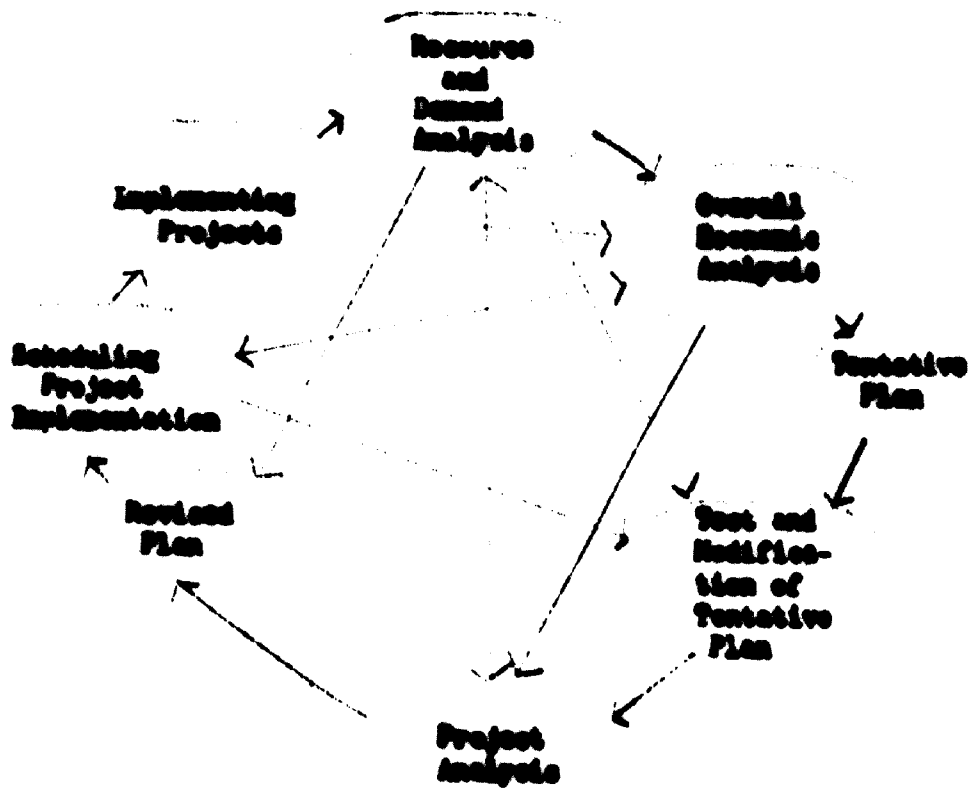 Resource
and
Demand
Analysis
Implementing
Projects
Overall
Economic
Analysis
Scheduling
Project
Implementation
Tentative
Plan
Revised
Plan
Test and
Modifica-
tion of
Tentative
Plan
Project
Analysis